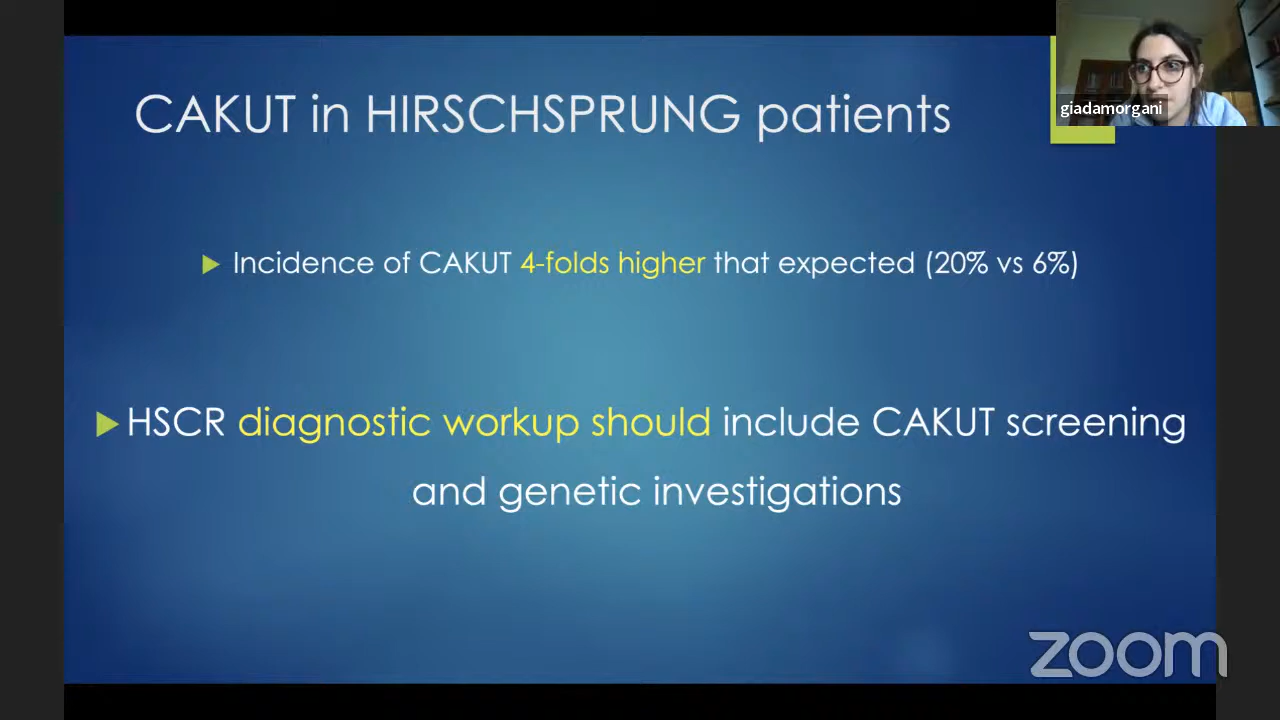 CAKUT in HIRSCHSPRUNG patients
giadamorgani
Incidence of CAKUT 4-folds higher that expected (20% vs 6%)
HSCR diagnostic workup should include CAKUT screening
and genetic investigations
zoom